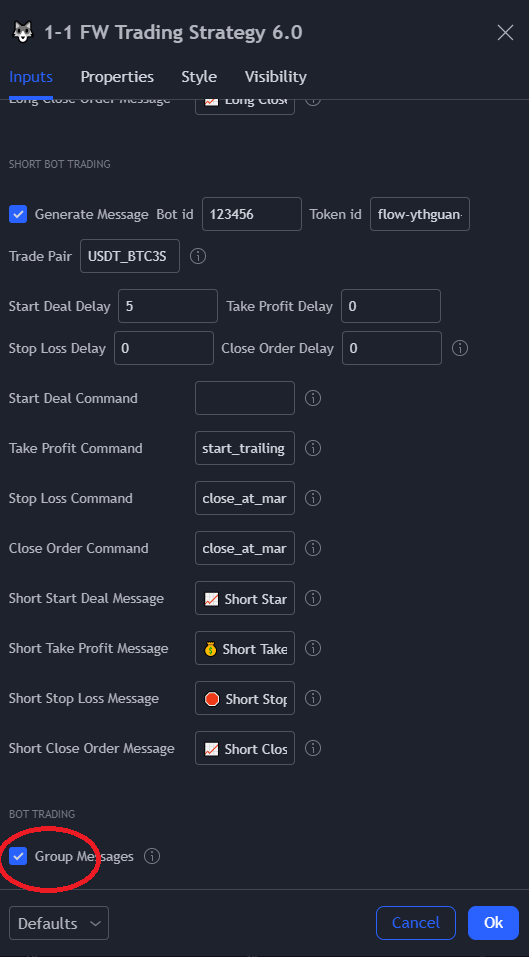 1-1 FW Trading Strategy 6.0
Inputs Properties Style Visibility
Long Close Order Message 📈 Long Close
SHORT BOT TRADING
Generate Message Bot id 123456 Token id flow-ythguan-
Trade Pair USDT_BTC3S
Start Deal Delay 5 Take Profit Delay 0
Stop Loss Delay 0 Close Order Delay 0
Start Deal Command
Take Profit Command start_trailing
Stop Loss Command close_at_mar
Close Order Command close_at_mar
Short Start Deal Message 📈 Short Star
Short Take Profit Message 💰 Short Take
Short Stop Loss Message 🛑 Short Stop
Short Close Order Message 📈 Short Clos
BOT TRADING
Group Messages
Defaults Cancel Ok